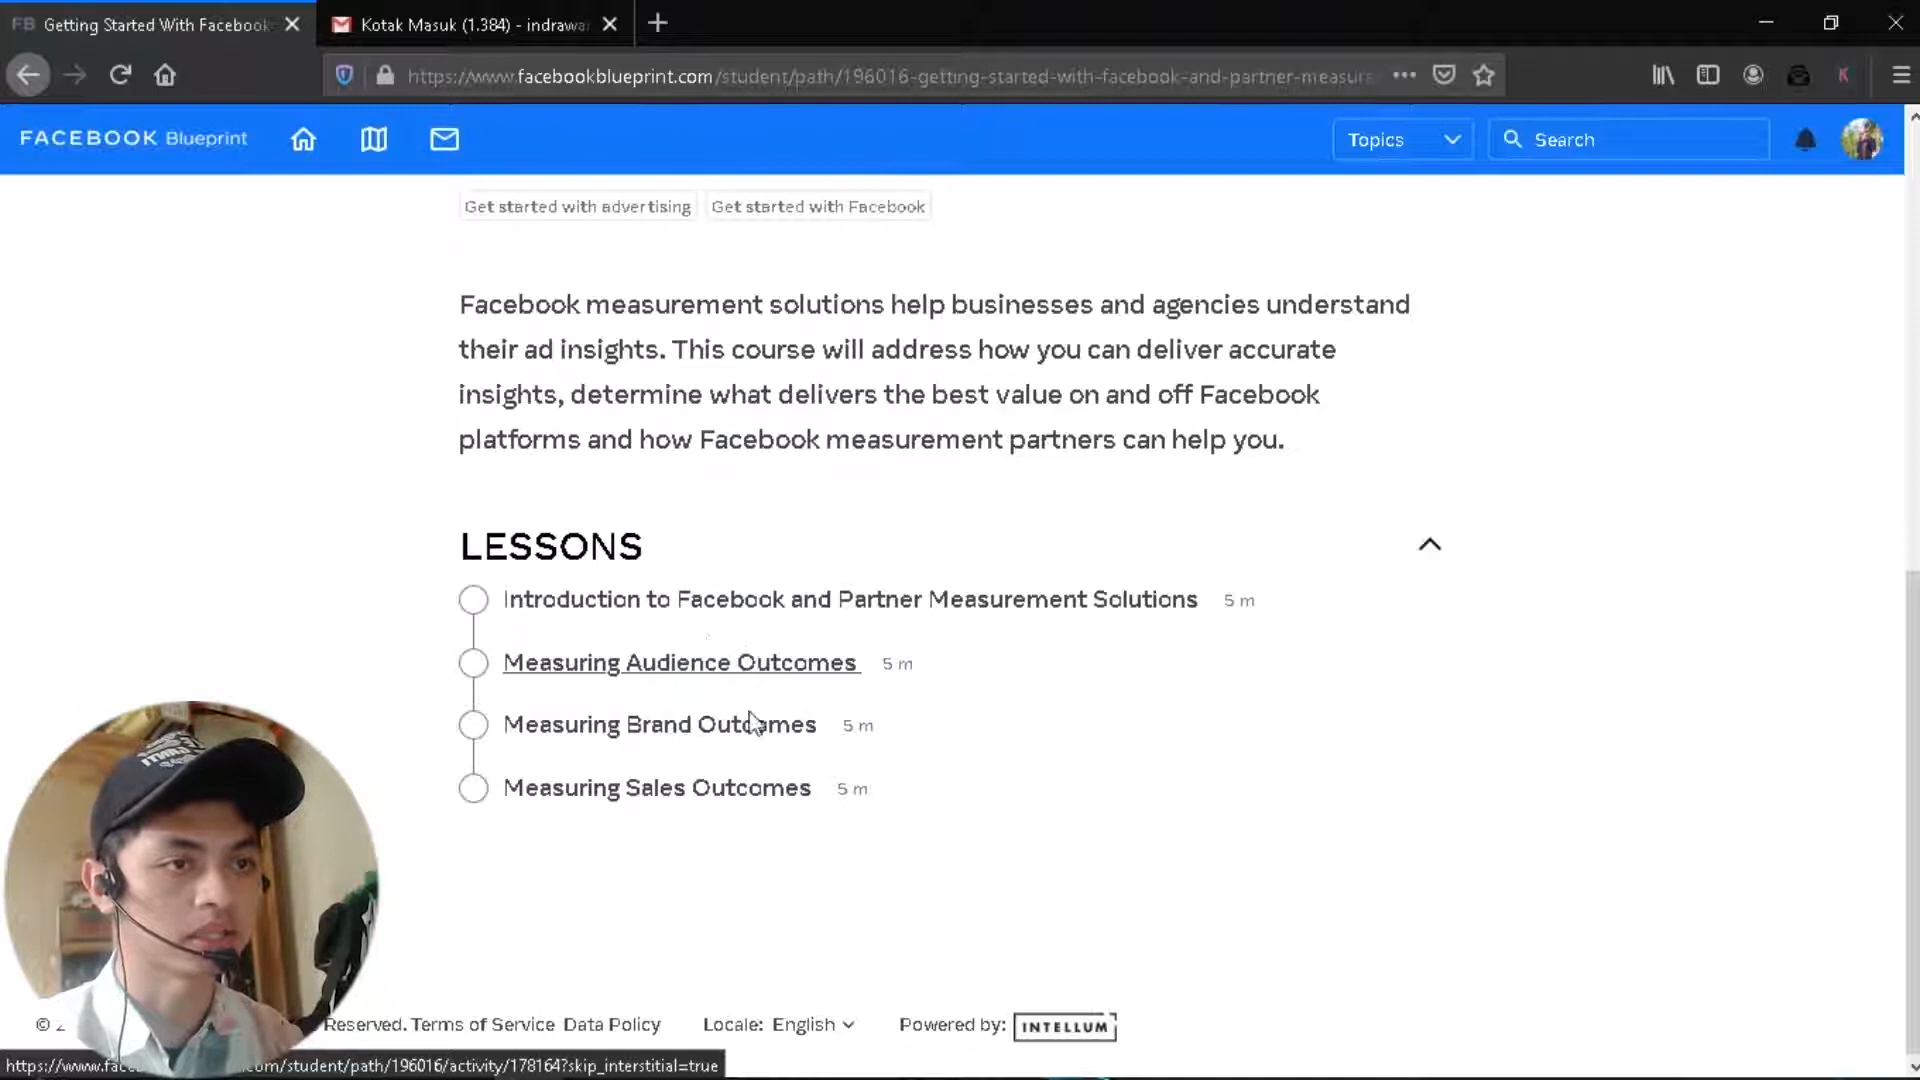 FB Getting Started With Facebook
Kotak Masuk (1.384) - indrawa
https://www.facebookblueprint.com/student/path/196016-getting-started-with-facebook-and-partner-measur
K
FACEBOOK Blueprint
Topics
Search
Get started with advertising
Get started with Facebook
Facebook measurement solutions help businesses and agencies understand
their ad insights. This course will address how you can deliver accurate
insights, determine what delivers the best value on and off Facebook
platforms and how Facebook measurement partners can help you.
LESSONS
Introduction to Facebook and Partner Measurement Solutions 5 m
Measuring Audience Outcomes 5 m
Measuring Brand Outcomes 5 m
Measuring Sales Outcomes 5 m
© 2 Reserved. Terms of Service Data Policy Locale: English Powered by: INTELLUM
https://www.fac com/student/path/196016/activity/178164?skip_interstitial=true